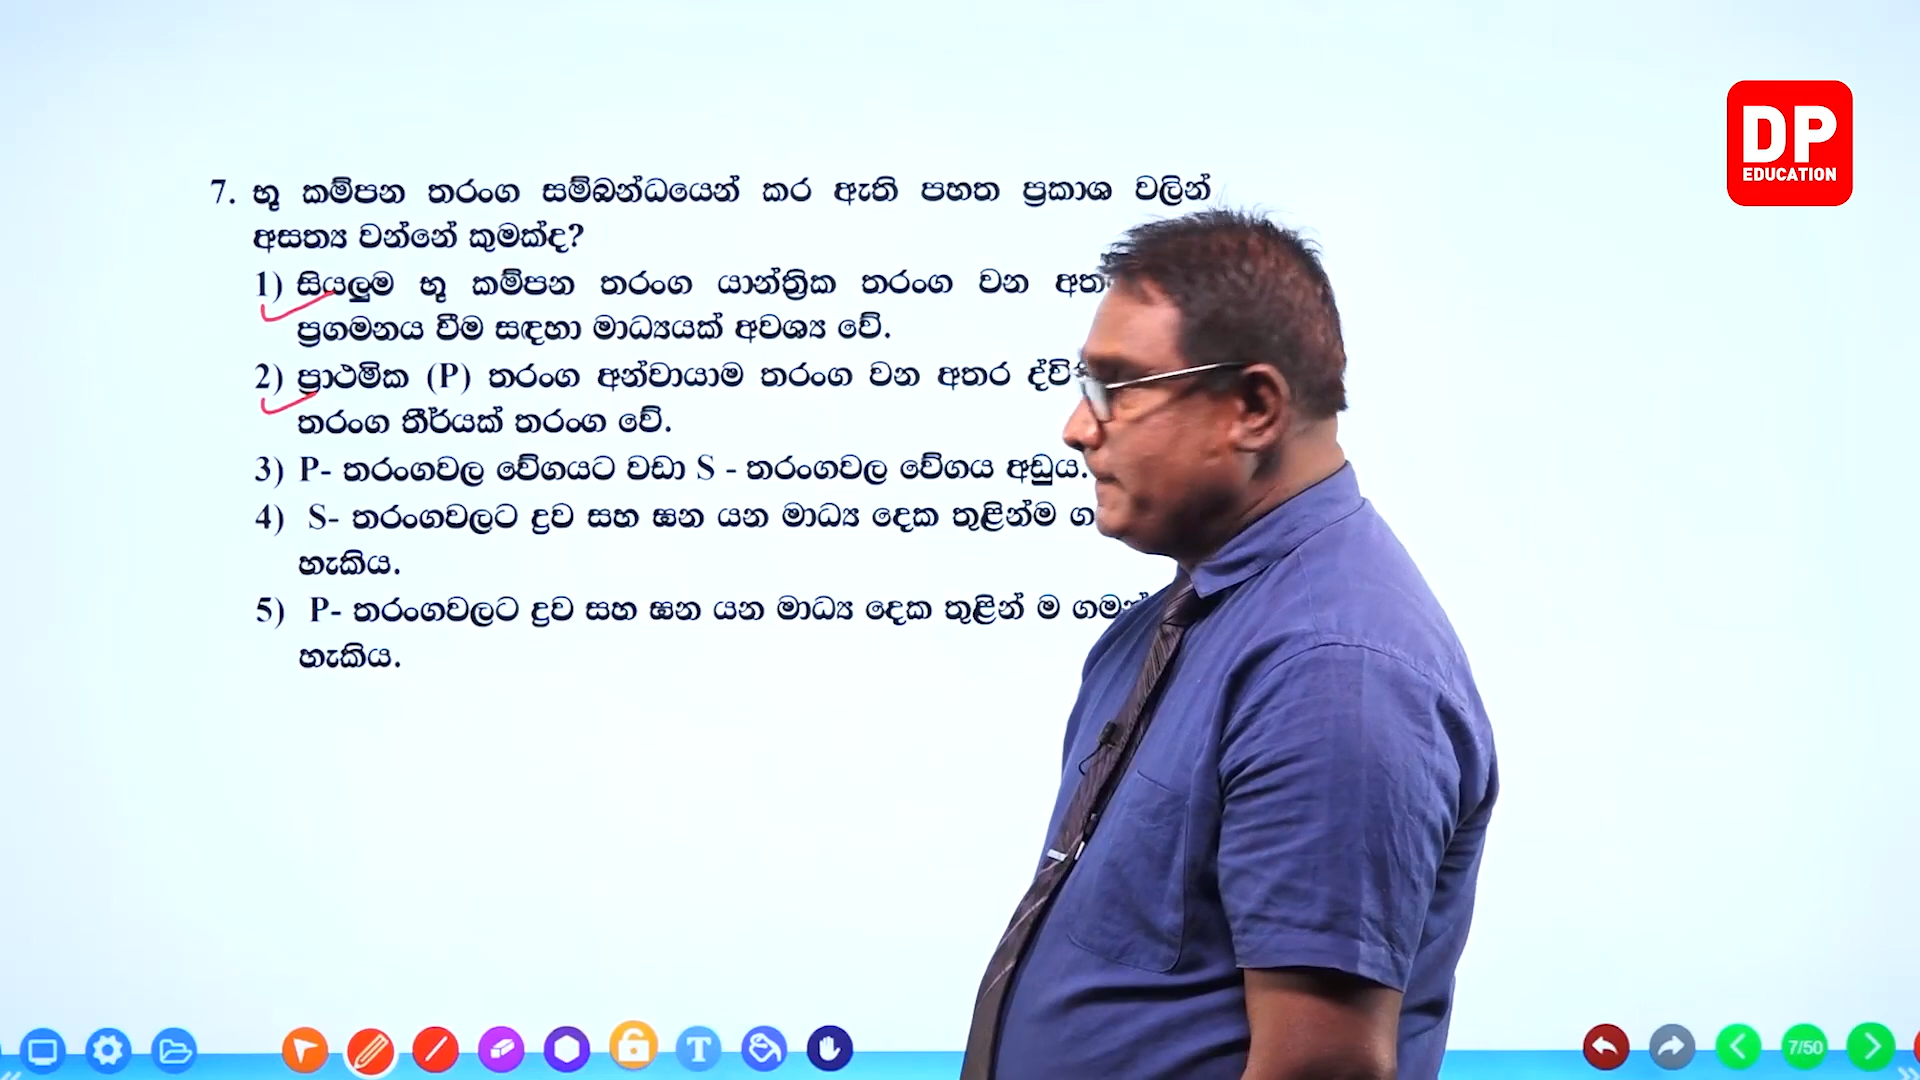 DP
EDUCATION
7. භූ කම්පන තරංග සම්බන්ධයෙන් කර ඇති පහත ප්‍රකාශ වලින්
අසත්‍ය වන්නේ කුමක්ද?
1) සියලුම භූ කම්පන තරංග යාන්ත්‍රික තරංග වන
ප්‍රගමනය වීම සඳහා මාධ්‍යයක් අවශ්‍ය වේ.
2) ප්‍රාථමික (P) තරංග අන්වායාම තරංග වන අතර
තරංග තීර්යක් තරංග වේ.
3) P- තරංගවල වේගයට වඩා S - තරංගවල වේගය අඩුය.
4) S- තරංගවලට ද්‍රව සහ ඝන යන මාධ්‍ය දෙක තුළින්ම
හැකිය.
5) P- තරංගවලට ද්‍රව සහ ඝන යන මාධ්‍ය දෙක තුළින් ම
හැකිය.
T
7/50